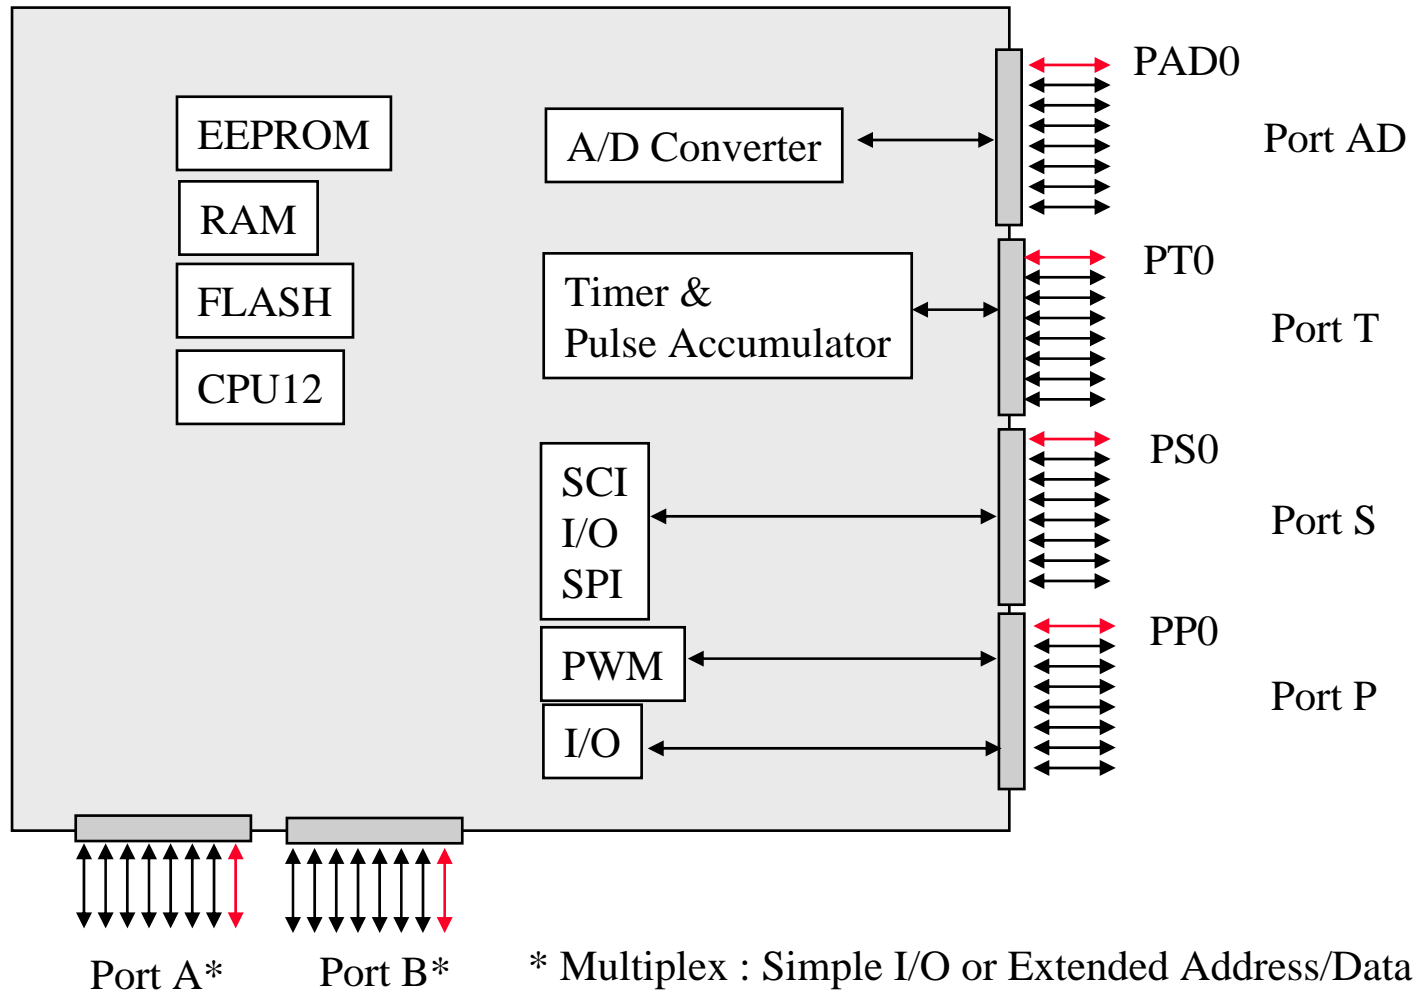 EEPROM
RAM
FLASH
CPU12
A/D Converter
Timer &
Pulse Accumulator
SCI
I/O
SPI
PWM
I/O
PAD0
Port AD
PT0
Port T
PS0
Port S
PP0
Port P
Port A*
Port B*
* Multiplex : Simple I/O or Extended Address/Data